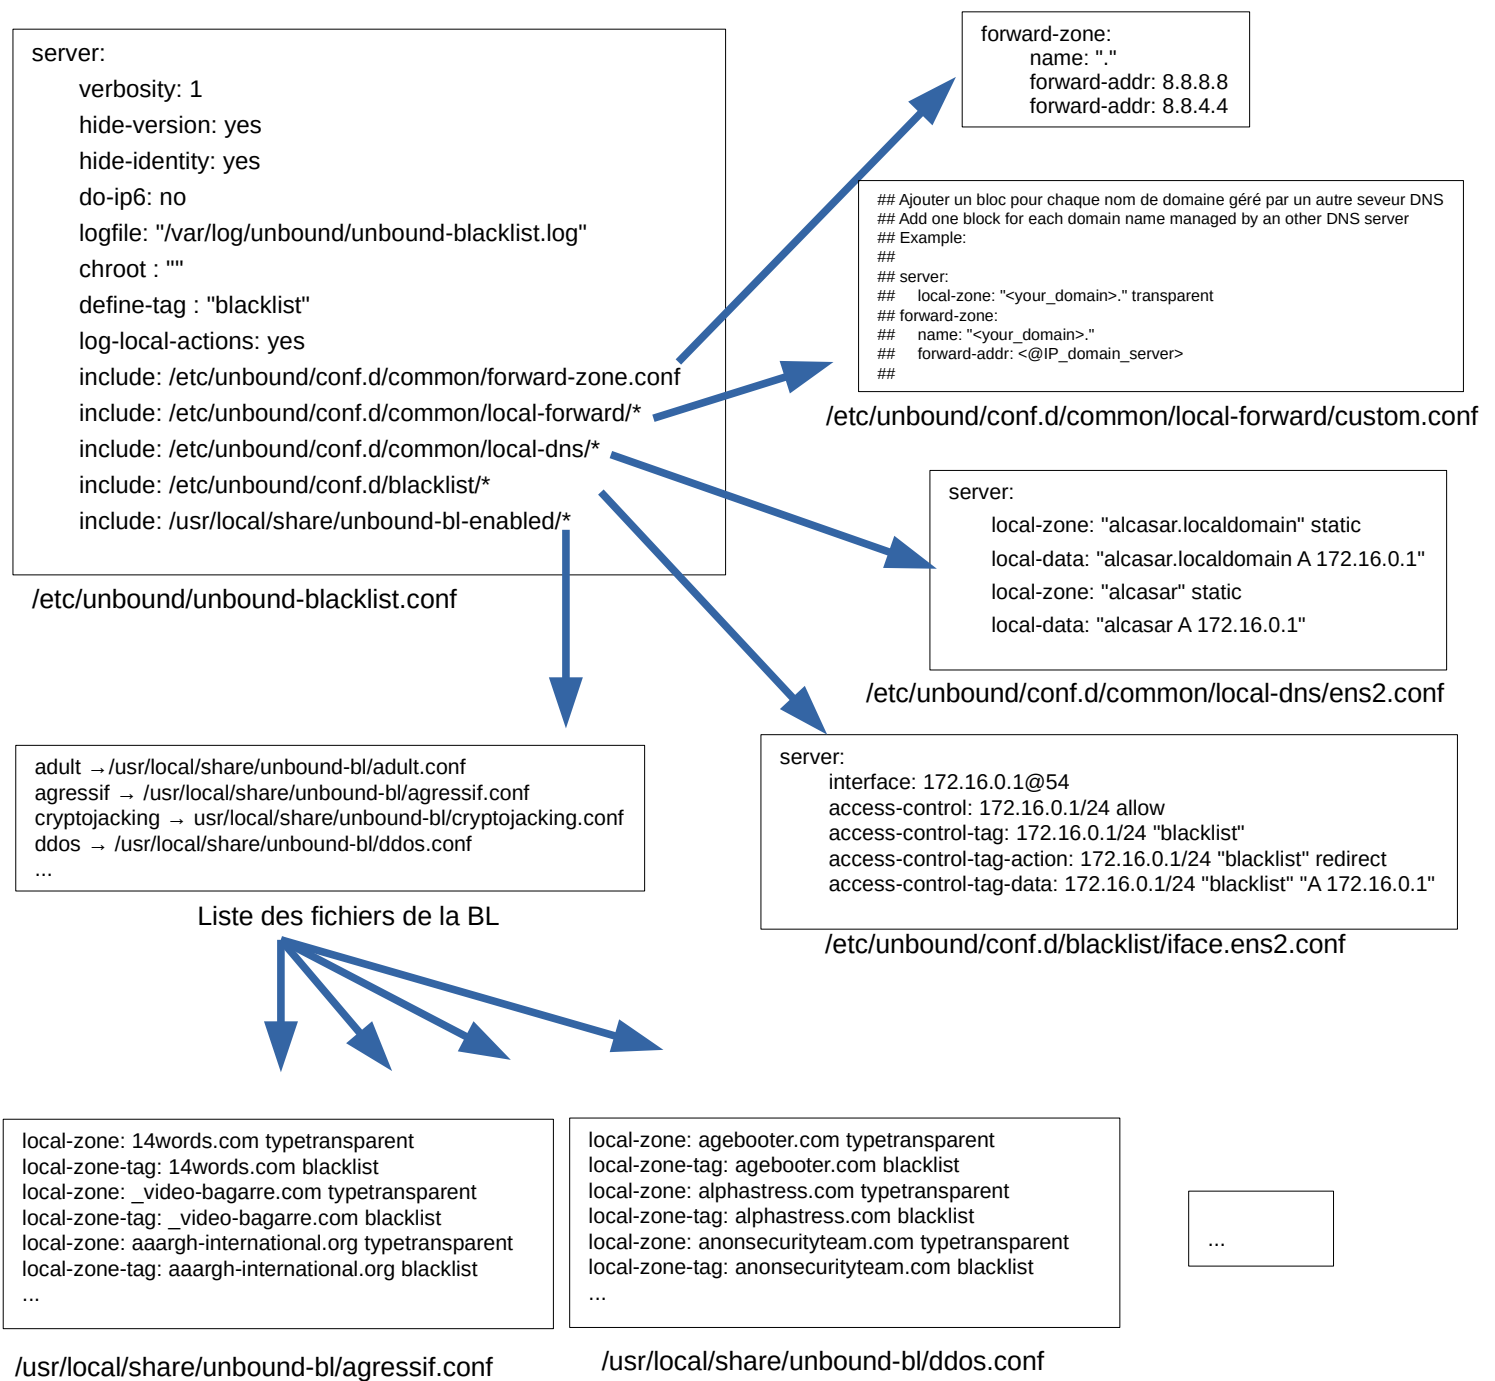 server:
verbosity: 1
hide-version: yes
hide-identity: yes
do-ip6: no
logfile: "/var/log/unbound/unbound-blacklist.log"
chroot : ""
define-tag : "blacklist"
log-local-actions: yes
include: /etc/unbound/conf.d/common/forward-zone.conf
include: /etc/unbound/conf.d/common/local-forward/*
include: /etc/unbound/conf.d/common/local-dns/*
include: /etc/unbound/conf.d/blacklist/*
include: /usr/local/share/unbound-bl-enabled/*
/etc/unbound/unbound-blacklist.conf
forward-zone:
name: "."
forward-addr: 8.8.8.8
forward-addr: 8.8.4.4
## Ajouter un bloc pour chaque nom de domaine géré par un autre seveur DNS
## Add one block for each domain name managed by an other DNS server
## Example:
##
## server:
## local-zone: "<your_domain>." transparent
## forward-zone:
## name: "<your_domain>."
## forward-addr: <@IP_domain_server>
##
/etc/unbound/conf.d/common/local-forward/custom.conf
server:
local-zone: "alcasar.localdomain" static
local-data: "alcasar.localdomain A 172.16.0.1"
local-zone: "alcasar" static
local-data: "alcasar A 172.16.0.1"
/etc/unbound/conf.d/common/local-dns/ens2.conf
server:
interface: 172.16.0.1@54
access-control: 172.16.0.1/24 allow
access-control-tag: 172.16.0.1/24 "blacklist"
access-control-tag-action: 172.16.0.1/24 "blacklist" redirect
access-control-tag-data: 172.16.0.1/24 "blacklist" "A 172.16.0.1"
/etc/unbound/conf.d/blacklist/iface.ens2.conf
adult →/usr/local/share/unbound-bl/adult.conf
agressif → /usr/local/share/unbound-bl/agressif.conf
cryptojacking → usr/local/share/unbound-bl/cryptojacking.conf
ddos → /usr/local/share/unbound-bl/ddos.conf
...
Liste des fichiers de la BL
local-zone: 14words.com typetransparent
local-zone-tag: 14words.com blacklist
local-zone: _video-bagarre.com typetransparent
local-zone-tag: _video-bagarre.com blacklist
local-zone: aaargh-international.org typetransparent
local-zone-tag: aaargh-international.org blacklist
...
/usr/local/share/unbound-bl/agressif.conf
local-zone: agebooter.com typetransparent
local-zone-tag: agebooter.com blacklist
local-zone: alphastress.com typetransparent
local-zone-tag: alphastress.com blacklist
local-zone: anonsecurityteam.com typetransparent
local-zone-tag: anonsecurityteam.com blacklist
...
/usr/local/share/unbound-bl/ddos.conf
...